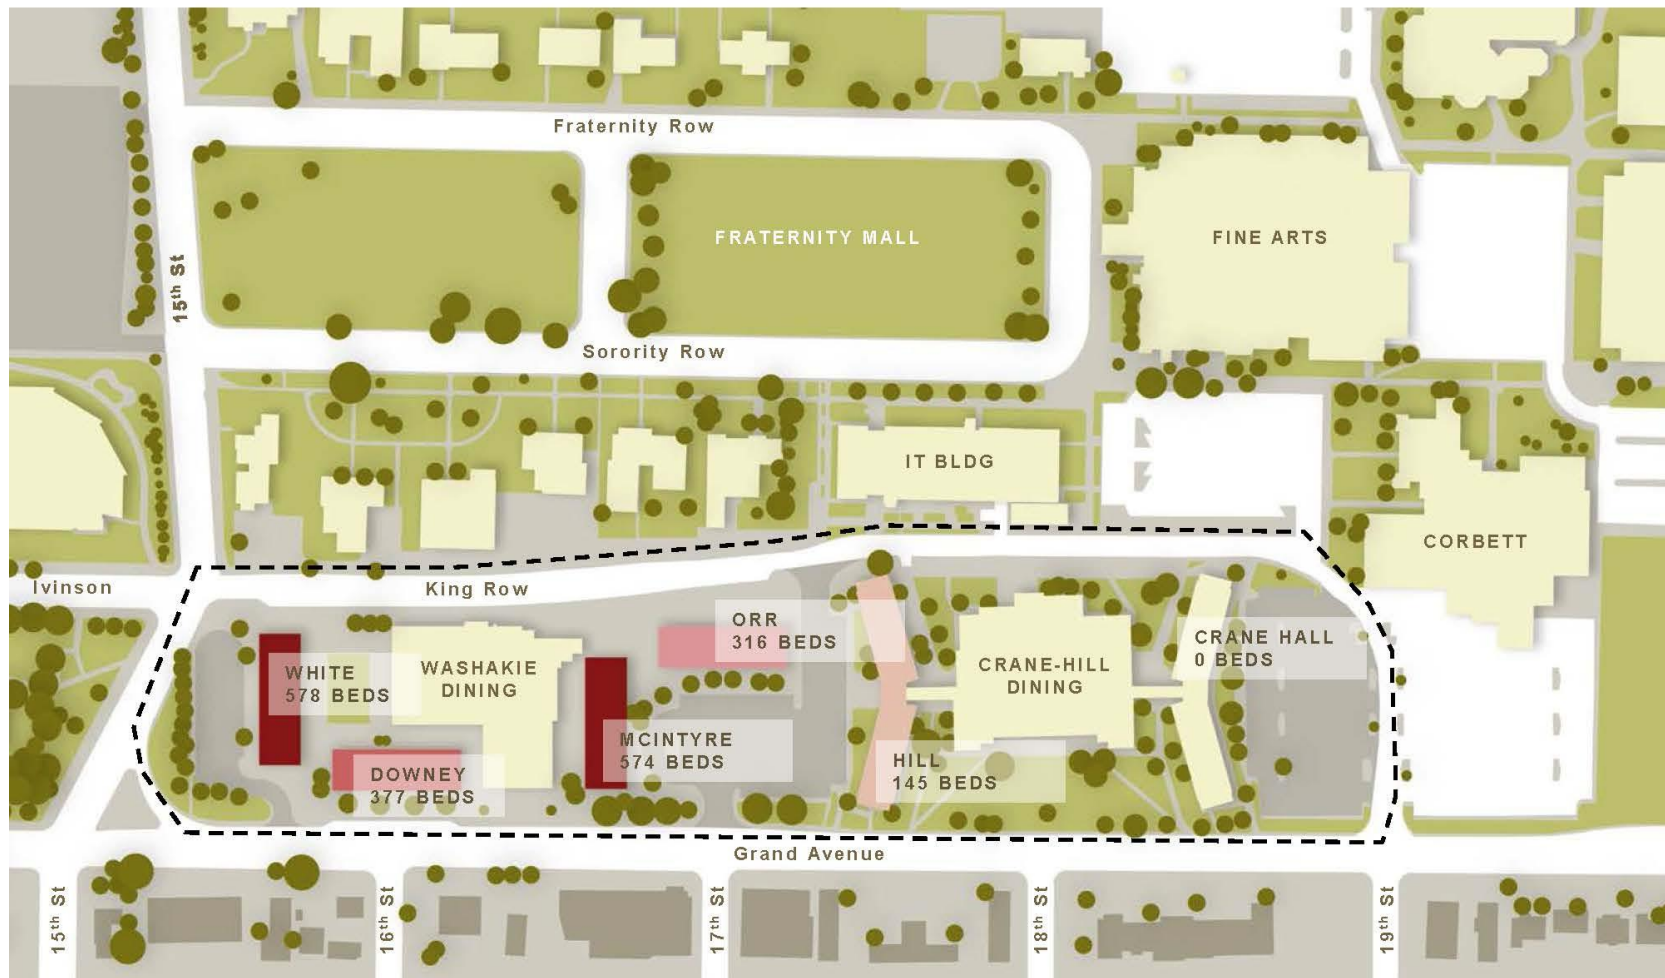 Fraternity Row
FRATERNITY MALL
FINE ARTS
15th St
Sorority Row
IT BLDG
CORBETT
Ivinson
King Row
ORR
316 BEDS
CRANE HALL
0 BEDS
WHITE
578 BEDS
WASHAKIE
DINING
CRANE-HILL
DINING
MCINTYRE
574 BEDS
DOWNEY
377 BEDS
HILL
145 BEDS
Grand Avenue
15th St
16th St
17th St
18th St
19th St